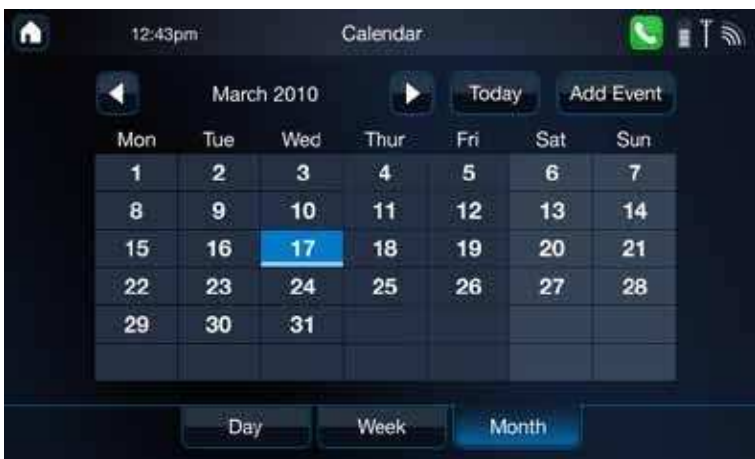 12:43pm Calendar
March 2010 Today Add Event
Mon Tue Wed Thur Fri Sat Sun
1 2 3 4 5 6 7
8 9 10 11 12 13 14
15 16 17 18 19 20 21
22 23 24 25 26 27 28
29 30 31
Day Week Month